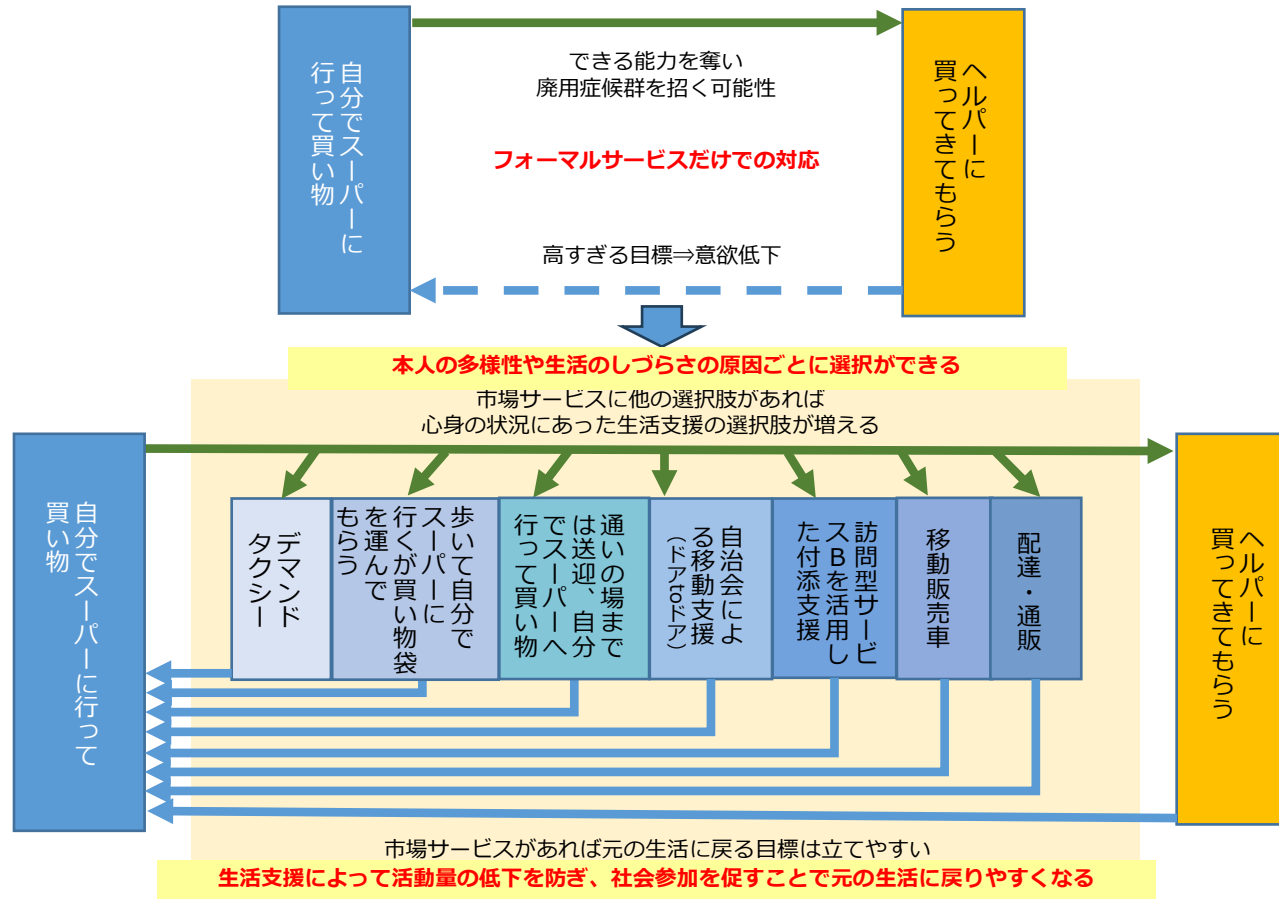 自分でスーパーに
行って買い物
できる能力を奪い
廃用症候群を招く可能性
フォーマルサービスだけでの対応
高すぎる目標⇒意欲低下
ヘルパーに
買ってきてもらう
本人の多様性や生活のしづらさの原因ごとに選択ができる
市場サービスに他の選択肢があれば
心身の状況にあった生活支援の選択肢が増える
自分でスーパーに行って
買い物
デマンド
タクシー
歩いて自分で
スーパーに
行くが買い物袋
を運んで
もらう
通いの場まで
は送迎、自分
でスーパーへ
行って買い物
自治会によ
る移動支援
（ドアtoドア）
訪問型サービ
スBを活用し
た付添支援
移動販売車
配達・通販
ヘルパーに
買ってきてもらう
市場サービスがあれば元の生活に戻る目標は立てやすい
生活支援によって活動量の低下を防ぎ、社会参加を促すことで元の生活に戻りやすくなる